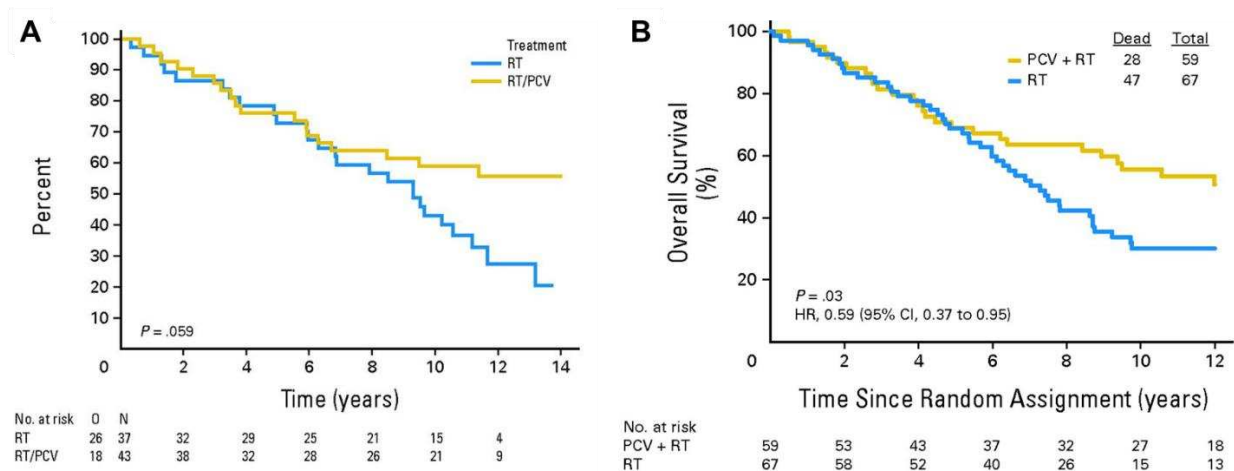 A
100
90
80
70
60
50
40
30
20
10
0
Percent
Treatment
RT
RT/PCV
P = .059
2 4 6 8 10 12 14
Time (years)
No. at risk O N
RT 26 37 32 29 25 21 15 4
RT/PCV 18 43 38 32 28 26 21 9
B
100
80
60
40
20
0
Overall Survival
(%)
Dead Total
PCV + RT 28 59
RT 47 67
P = .03
HR, 0.59 (95% CI, 0.37 to 0.95)
2 4 6 8 10 12
Time Since Random Assignment (years)
No. at risk
PCV + RT 59 53 43 37 32 27 18
RT 67 58 52 40 26 15 13